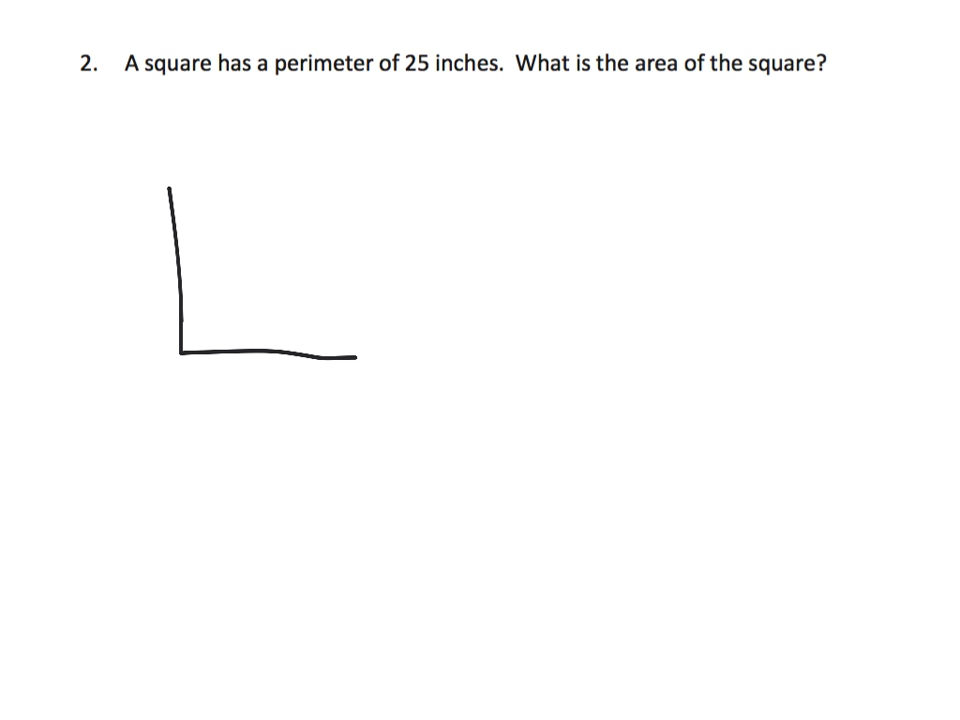 2. A square has a perimeter of 25 inches. What is the area of the square?